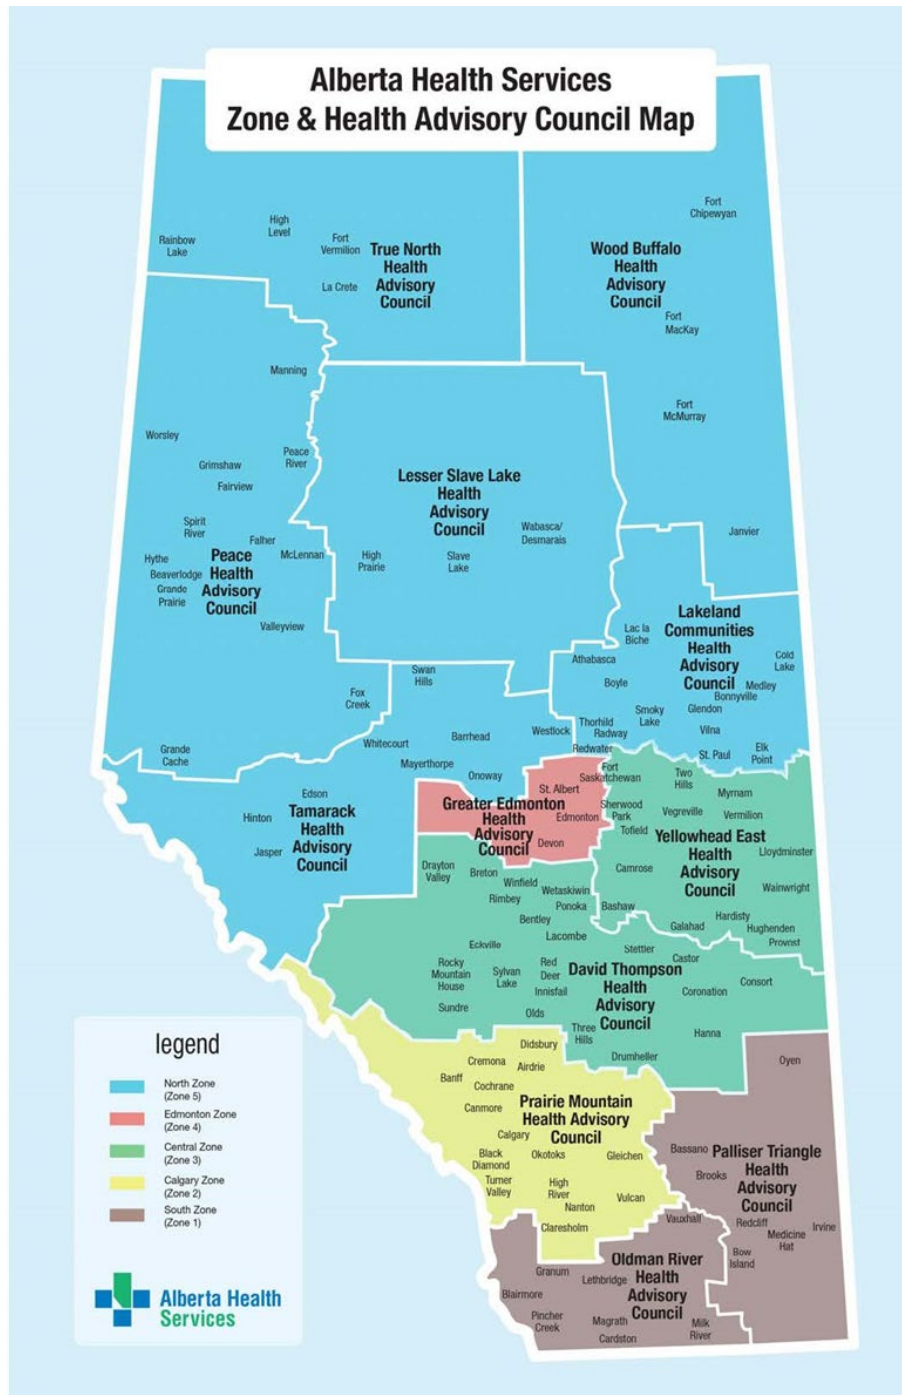 Alberta Health Services
Zone & Health Advisory Council Map
Fort
Chipewyan
High
Level
Rainbow
Lake
Fort
Vermilion
True North
Health
Advisory
Council
La Crete
Wood Buffalo
Health
Advisory
Council
Fort
MacKay
Fort
McMurray
Janvier
Manning
Worsley
Grimshaw
Peace
River
Fairview
Spirit
River
Falher
McLennan
Hythe
Beaverlodge
Grande
Prairie
Peace
Health
Advisory
Council
Valleyview
Fox
Creek
Grande
Cache
Lesser Slave Lake
Health
Advisory
Council
Wabasca/
Desmarais
High
Prairie
Slave
Lake
Lakeland
Communities
Health
Advisory
Council
Lac la
Biche
Athabasca
Boyle
Cold
Lake
Medley
Bonnyville
Glendon
Smoky
Lake
Vilna
Thorhild
Radway
Redwater
St. Paul
Elk
Point
Swan
Hills
Westlock
Barrhead
Whitecourt
Mayerthorpe
Onoway
Edson
Hinton
Jasper
Tamarack
Health
Advisory
Council
Greater Edmonton
Health
Advisory
Council
St. Albert
Edmonton
Devon
Fort
Saskatchewan
Sherwood
Park
Tofield
Two
Hills
Myrnam
Vegreville
Vermilion
Yellowhead East
Health
Advisory
Council
Lloydminster
Camrose
Wainwright
Bashaw
Galahad
Hardisty
Hughenden
Provost
Drayton
Valley
Breton
Winfield
Wetaskiwin
Rimbey
Ponoka
Bentley
Lacombe
Eckville
Rocky
Mountain
House
Sylvan
Lake
Red
Deer
Innisfail
Sundre
Olds
Stettler
Castor
David Thompson
Health
Advisory
Council
Coronation
Consort
Three
Hills
Hanna
Drumheller
Didsbury
Cremona
Airdrie
Banff
Cochrane
Canmore
Prairie Mountain
Health Advisory
Council
Calgary
Black
Diamond
Okotoks
Gleichen
Turner
Valley
High
River
Nanton
Vulcan
Claresholm
Oyen
Bassano
Brooks
Palliser Triangle
Health
Advisory
Council
Redcliff
Medicine
Hat
Irvine
Bow
Island
Vauxhall
Oldman River
Health
Advisory
Council
Granum
Lethbridge
Blairmore
Pincher
Creek
Magrath
Cardston
Milk
River
legend
North Zone
(Zone 5)
Edmonton Zone
(Zone 4)
Central Zone
(Zone 3)
Calgary Zone
(Zone 2)
South Zone
(Zone 1)
Alberta Health
Services